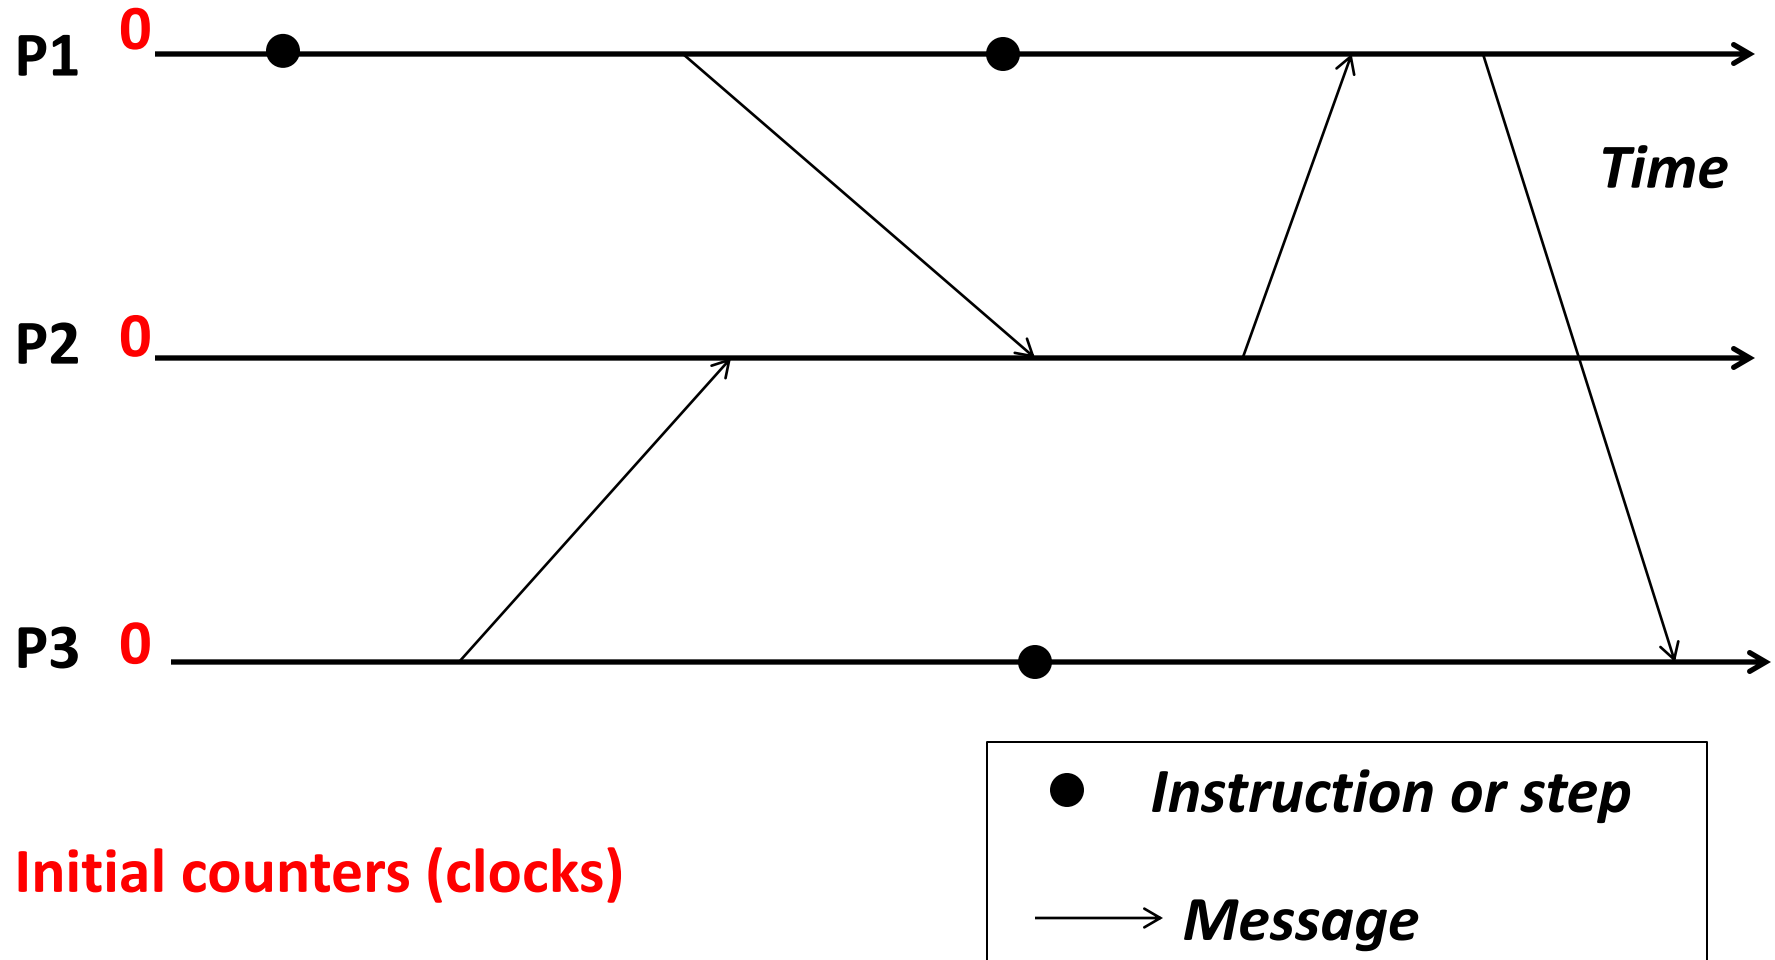 P1 0
Time
P2 0
P3 0
Instruction or step
Initial counters (clocks)
Message